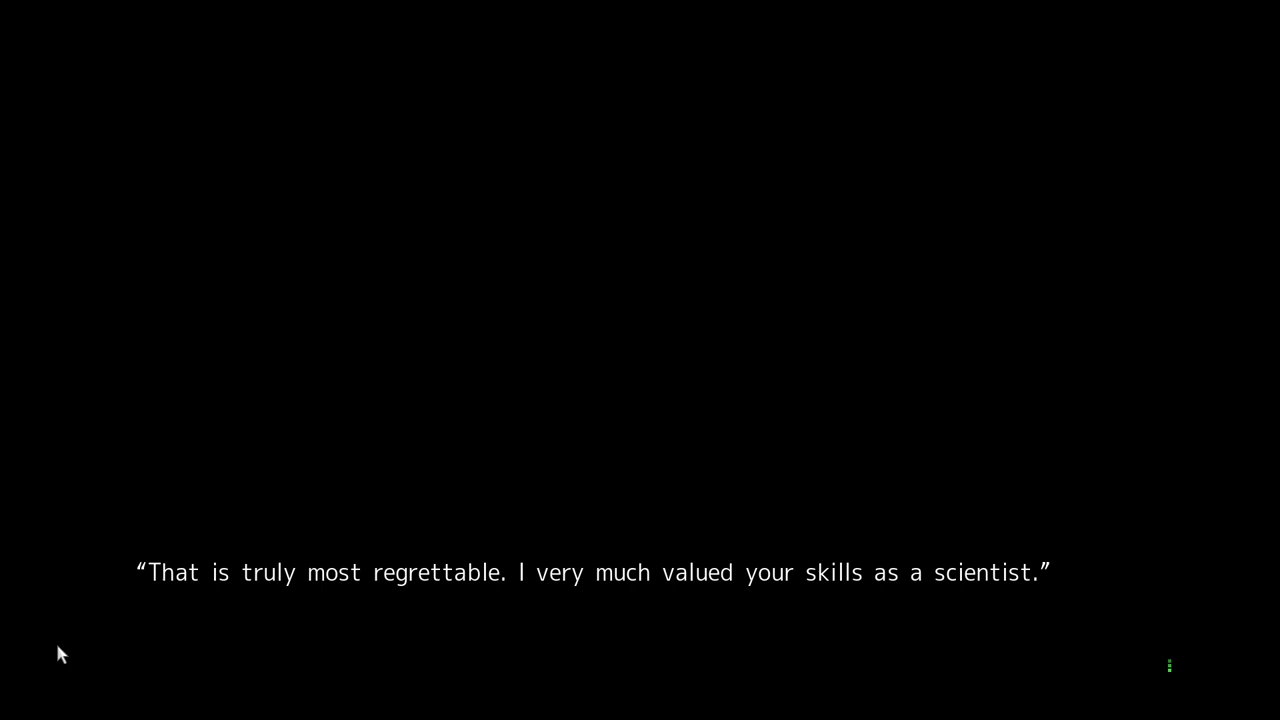 “That is truly most regrettable. I very much valued your skills as a scientist.”